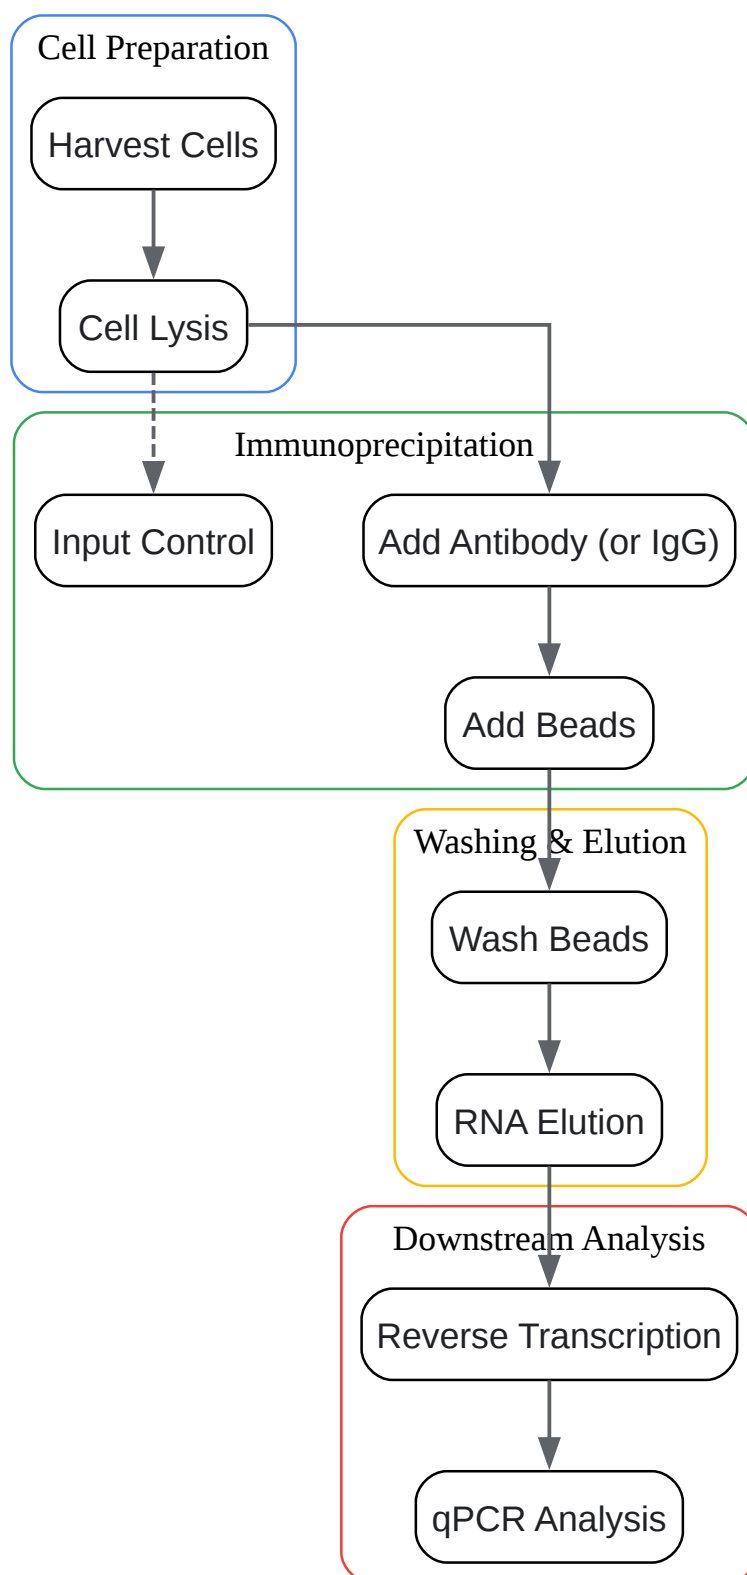 Cell Preparation
Harvest Cells
Cell Lysis
Immunoprecipitation
Input Control
Add Antibody (or IgG)
Add Beads
Washing & Elution
Wash Beads
RNA Elution
Downstream Analysis
Reverse Transcription
qPCR Analysis